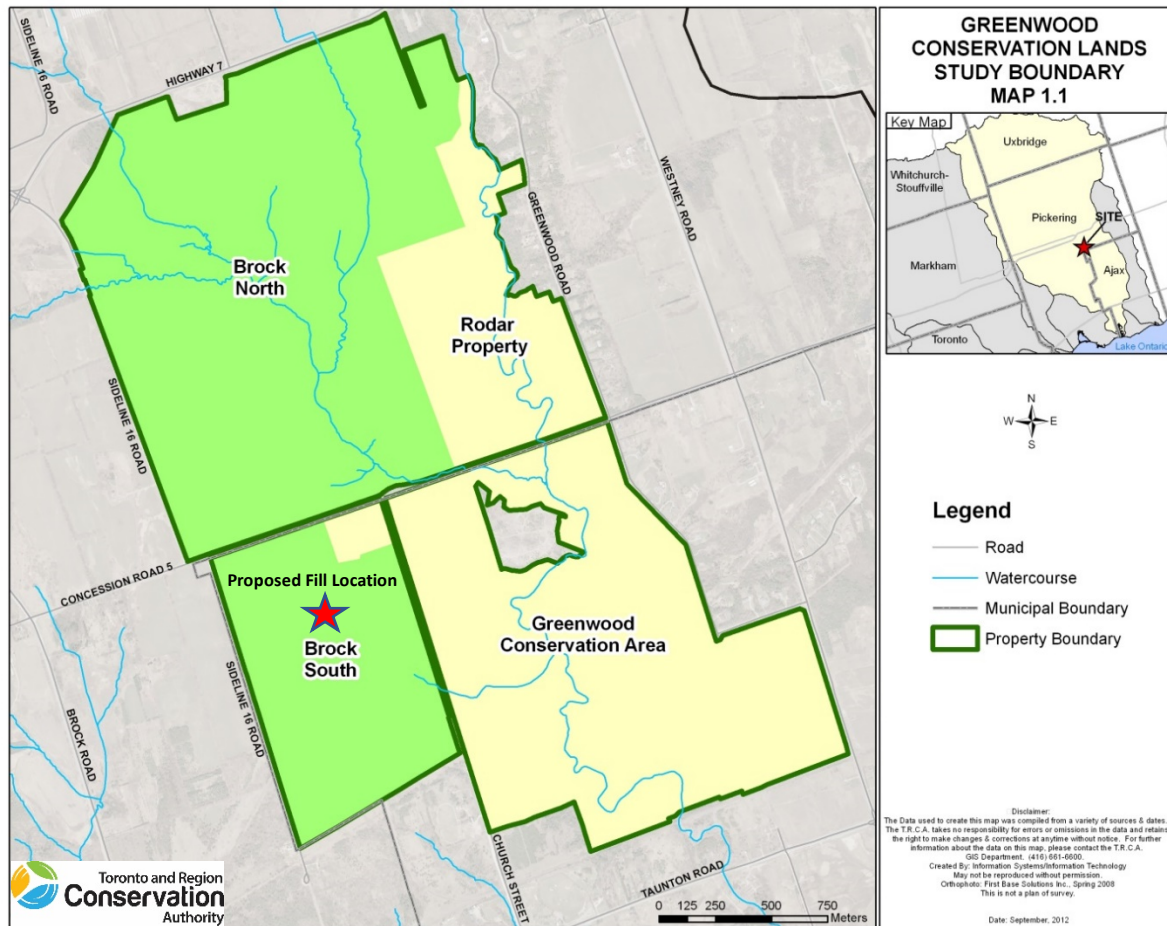 SIDELINE 16 ROAD
HIGHWAY 7
WESTNEY ROAD
GREENWOOD ROAD
Brock
North
Rodar
Property
SIDELINE 16 ROAD
CONCESSION ROAD 5
Proposed Fill Location
Brock
South
Greenwood
Conservation Area
SIDELINE 16 ROAD
BROCK ROAD
CHURCH STREET
TAUNTON ROAD
0 125 250 500 750
Meters
Toronto and Region
Conservation
Authority
GREENWOOD
CONSERVATION LANDS
STUDY BOUNDARY
MAP 1.1
Key Map
Uxbridge
Whitchurch-
Stouffville
Pickering
SITE
Markham
Ajax
Toronto
Lake Ontario
N
W E
S
Legend
Road
Watercourse
Municipal Boundary
Property Boundary
Disclaimer:
The Data used to create this map was compiled from a variety of sources & dates.
The T.R.C.A. takes no responsibility for errors or omissions in the data and retains
the right to make changes & corrections at anytime without notice. For further
information about the data on this map, please contact the T.R.C.A.
GIS Department. (416) 661-6600.
Created By: Information Systems/Information Technology
May not be reproduced without permission.
Orthophoto: First Base Solutions Inc., Spring 2008
This is not a plan of survey.
Date: September, 2012